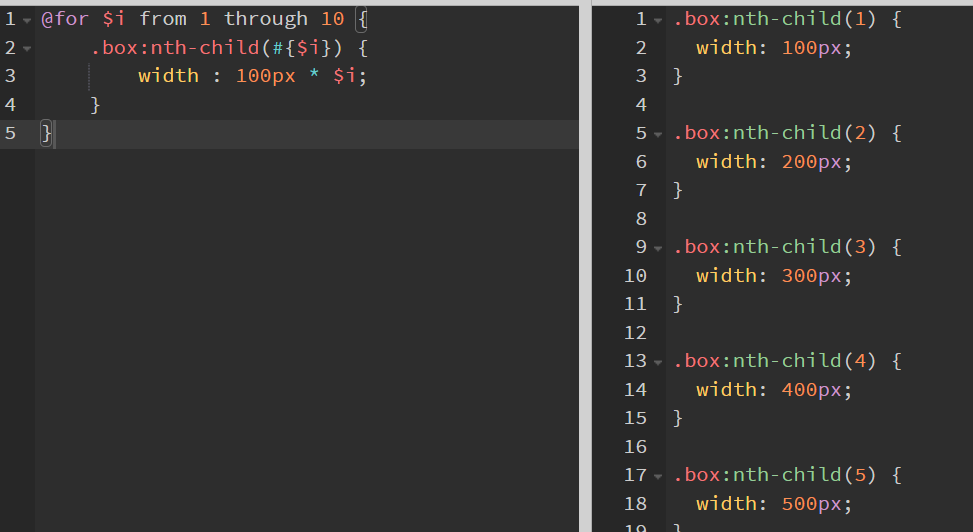 1 @for $i from 1 through 10 {
2 .box:nth-child(#{$i}) {
3 width : 100px * $i;
4 }
5 }
1 .box:nth-child(1) {
2 width: 100px;
3 }
4
5 .box:nth-child(2) {
6 width: 200px;
7 }
8
9 .box:nth-child(3) {
10 width: 300px;
11 }
12
13 .box:nth-child(4) {
14 width: 400px;
15 }
16
17 .box:nth-child(5) {
18 width: 500px;
19 }